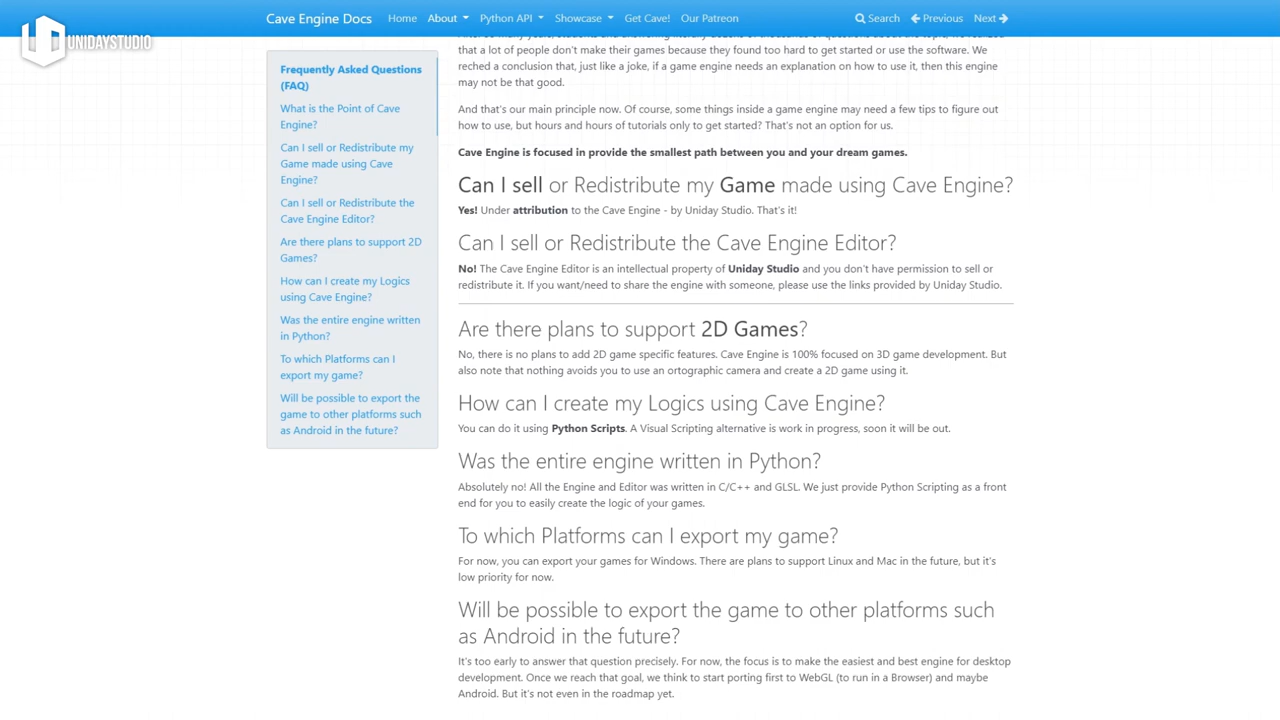 Cave Engine Docs Home About Python API Showcase Get Cave! Our Patreon Search Previous Next
UNIDAYSTUDIO
Frequently Asked Questions
(FAQ)
What is the Point of Cave
Engine?
Can I sell or Redistribute my
Game made using Cave
Engine?
Can I sell or Redistribute the
Cave Engine Editor?
Are there plans to support 2D
Games?
How can I create my Logics
using Cave Engine?
Was the entire engine written
in Python?
To which Platforms can I
export my game?
Will be possible to export the
game to other platforms such
as Android in the future?
that a lot of people don't make their games because they found too hard to get started or use the software. We
reched a conclusion that, just like a joke, if a game engine needs an explanation on how to use it, then this engine
may not be that good.
And that's our main principle now. Of course, some things inside a game engine may need a few tips to figure out
how to use, but hours and hours of tutorials only to get started? That's not an option for us.
Cave Engine is focused in provide the smallest path between you and your dream games.
Can I sell or Redistribute my Game made using Cave Engine?
Yes! Under attribution to the Cave Engine - by Uniday Studio. That's it!
Can I sell or Redistribute the Cave Engine Editor?
No! The Cave Engine Editor is an intellectual property of Uniday Studio and you don't have permission to sell or
redistribute it. If you want/need to share the engine with someone, please use the links provided by Uniday Studio.
Are there plans to support 2D Games?
No, there is no plans to add 2D game specific features. Cave Engine is 100% focused on 3D game development. But
also note that nothing avoids you to use an ortographic camera and create a 2D game using it.
How can I create my Logics using Cave Engine?
You can do it using Python Scripts. A Visual Scripting alternative is work in progress, soon it will be out.
Was the entire engine written in Python?
Absolutely no! All the Engine and Editor was written in C/C++ and GLSL. We just provide Python Scripting as a front
end for you to easily create the logic of your games.
To which Platforms can I export my game?
For now, you can export your games for Windows. There are plans to support Linux and Mac in the future, but it's
low priority for now.
Will be possible to export the game to other platforms such
as Android in the future?
It's too early to answer that question precisely. For now, the focus is to make the easiest and best engine for desktop
development. Once we reach that goal, we think to start porting first to WebGL (to run in a Browser) and maybe
Android. But it's not even in the roadmap yet.